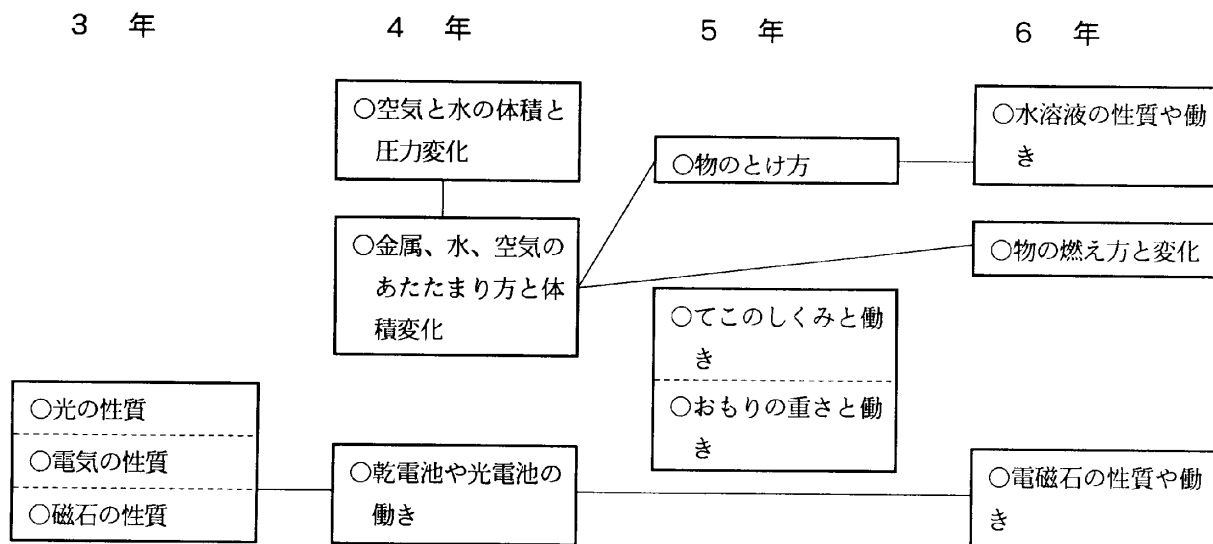 3 年
4 年
5 年
6 年
○空気と水の体積と
圧力変化
○金属、水、空気の
あたたまり方と体
積変化
○物のとけ方
○水溶液の性質や働
き
○物の燃え方と変化
○てこのしくみと働
き
○おもりの重さと働
き
○光の性質
○電気の性質
○磁石の性質
○乾電池や光電池の
働き
○電磁石の性質や働
き